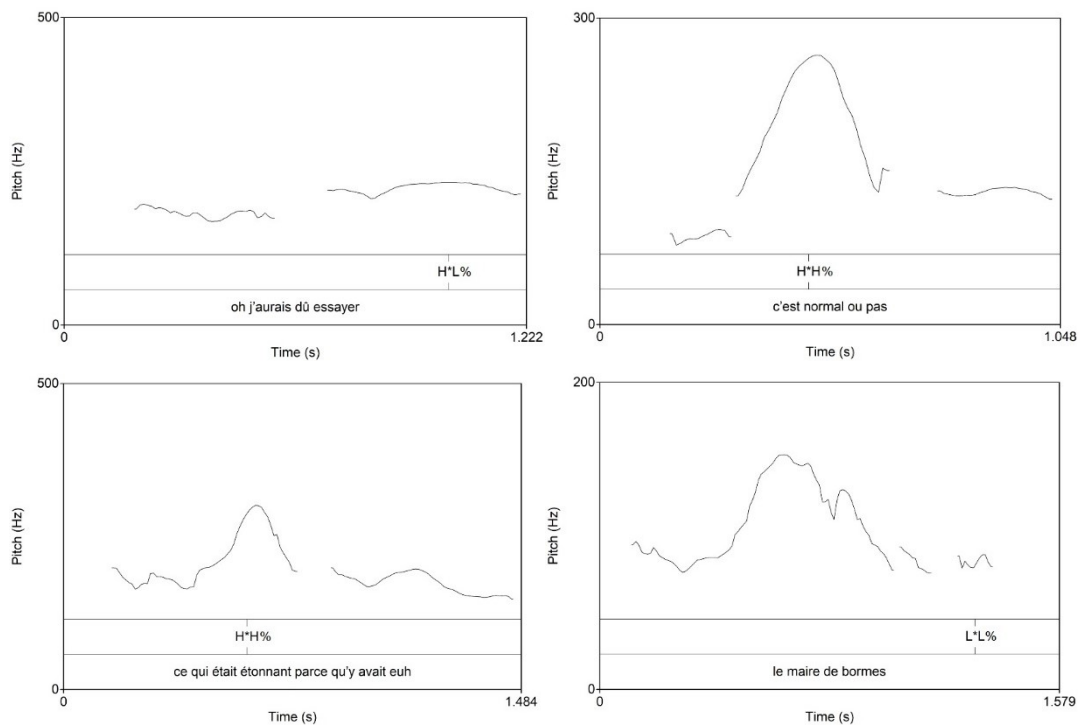 500
Pitch (Hz)
H*L%
oh j'aurais dû essayer
0
0
1.222
Time (s)
300
Pitch (Hz)
H*H%
c'est normal ou pas
0
0
1.048
Time (s)
500
Pitch (Hz)
H*H%
ce qui était étonnant parce qu'y avait euh
0
0
1.484
Time (s)
200
Pitch (Hz)
L*L%
le maire de bormes
0
0
1.579
Time (s)